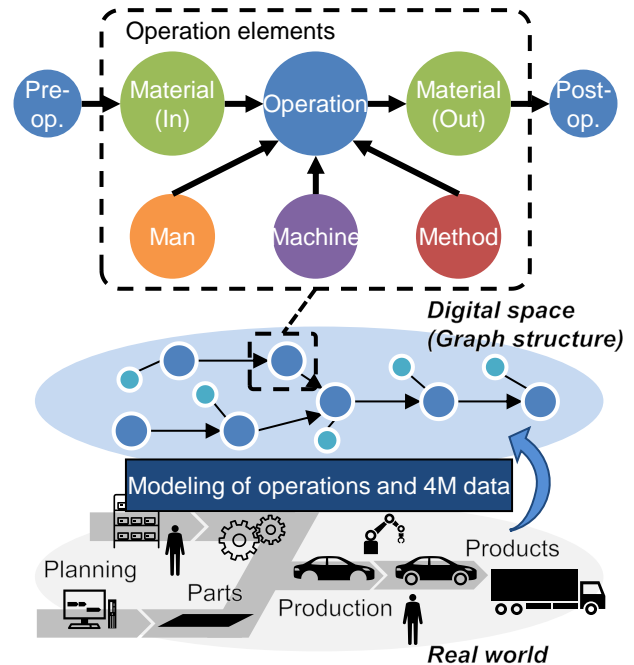 Operation elements
Pre-
op.
Material
(In)
Operation
Material
(Out)
Post-
op.
Man
Machine
Method
Digital space
(Graph structure)
Modeling of operations and 4M data
Planning
Parts
Production
Products
Real world